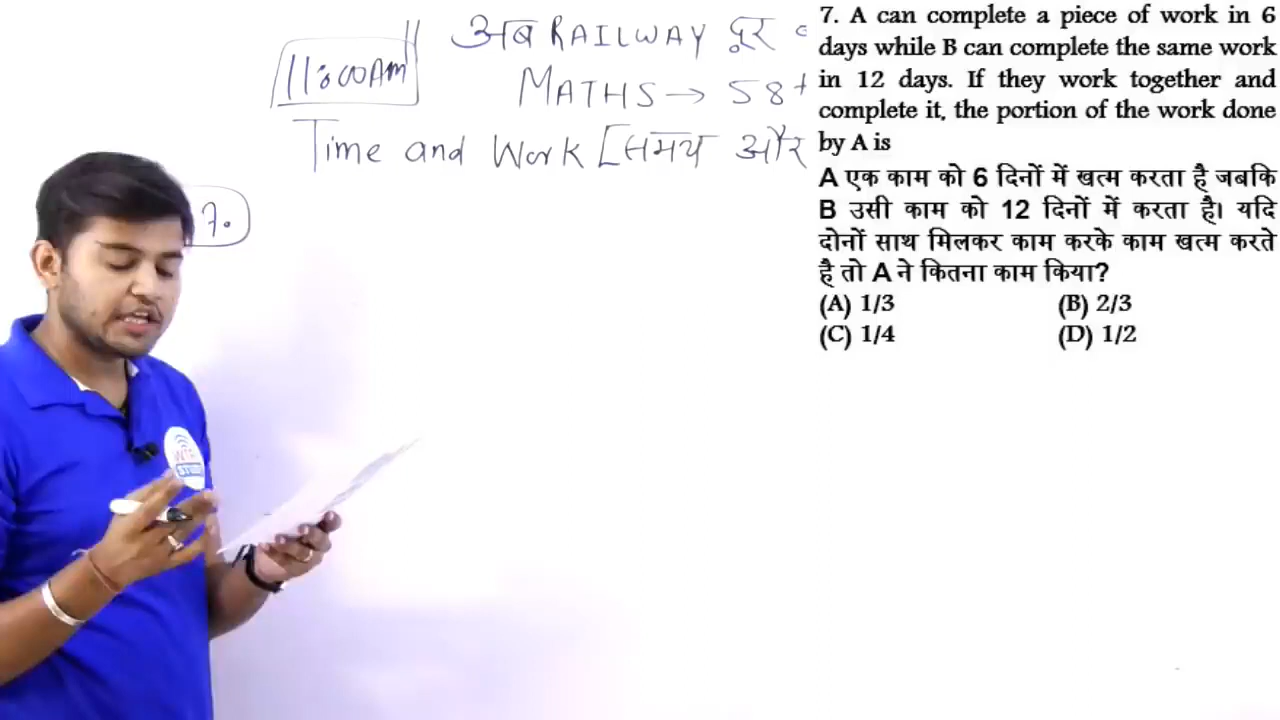 अब RAILWAY दूर
11:00AM
MATHS → 58+
Time and Work [समय और
7.
7. A can complete a piece of work in 6
days while B can complete the same work
in 12 days. If they work together and
complete it, the portion of the work done
by A is
A एक काम को 6 दिनों में खत्म करता है जबकि
B उसी काम को 12 दिनों में करता है। यदि
दोनों साथ मिलकर काम करके काम खत्म करते
है तो A ने कितना काम किया?
(A) 1/3 (B) 2/3
(C) 1/4 (D) 1/2